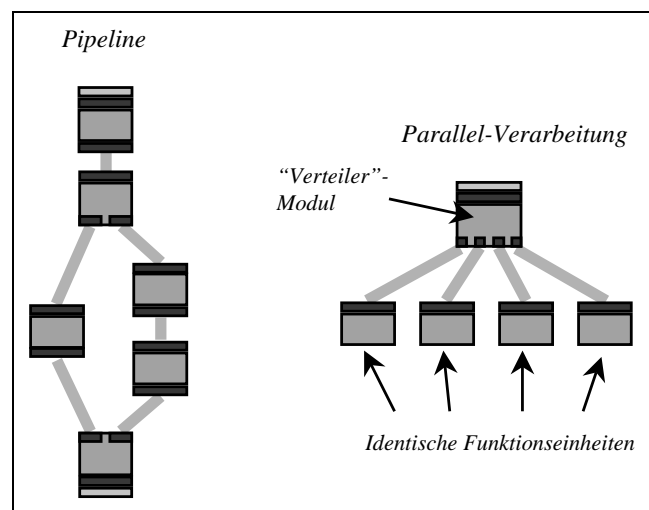 Pipeline
Parallel-Verarbeitung
“Verteiler”-
Modul
Identische Funktionseinheiten